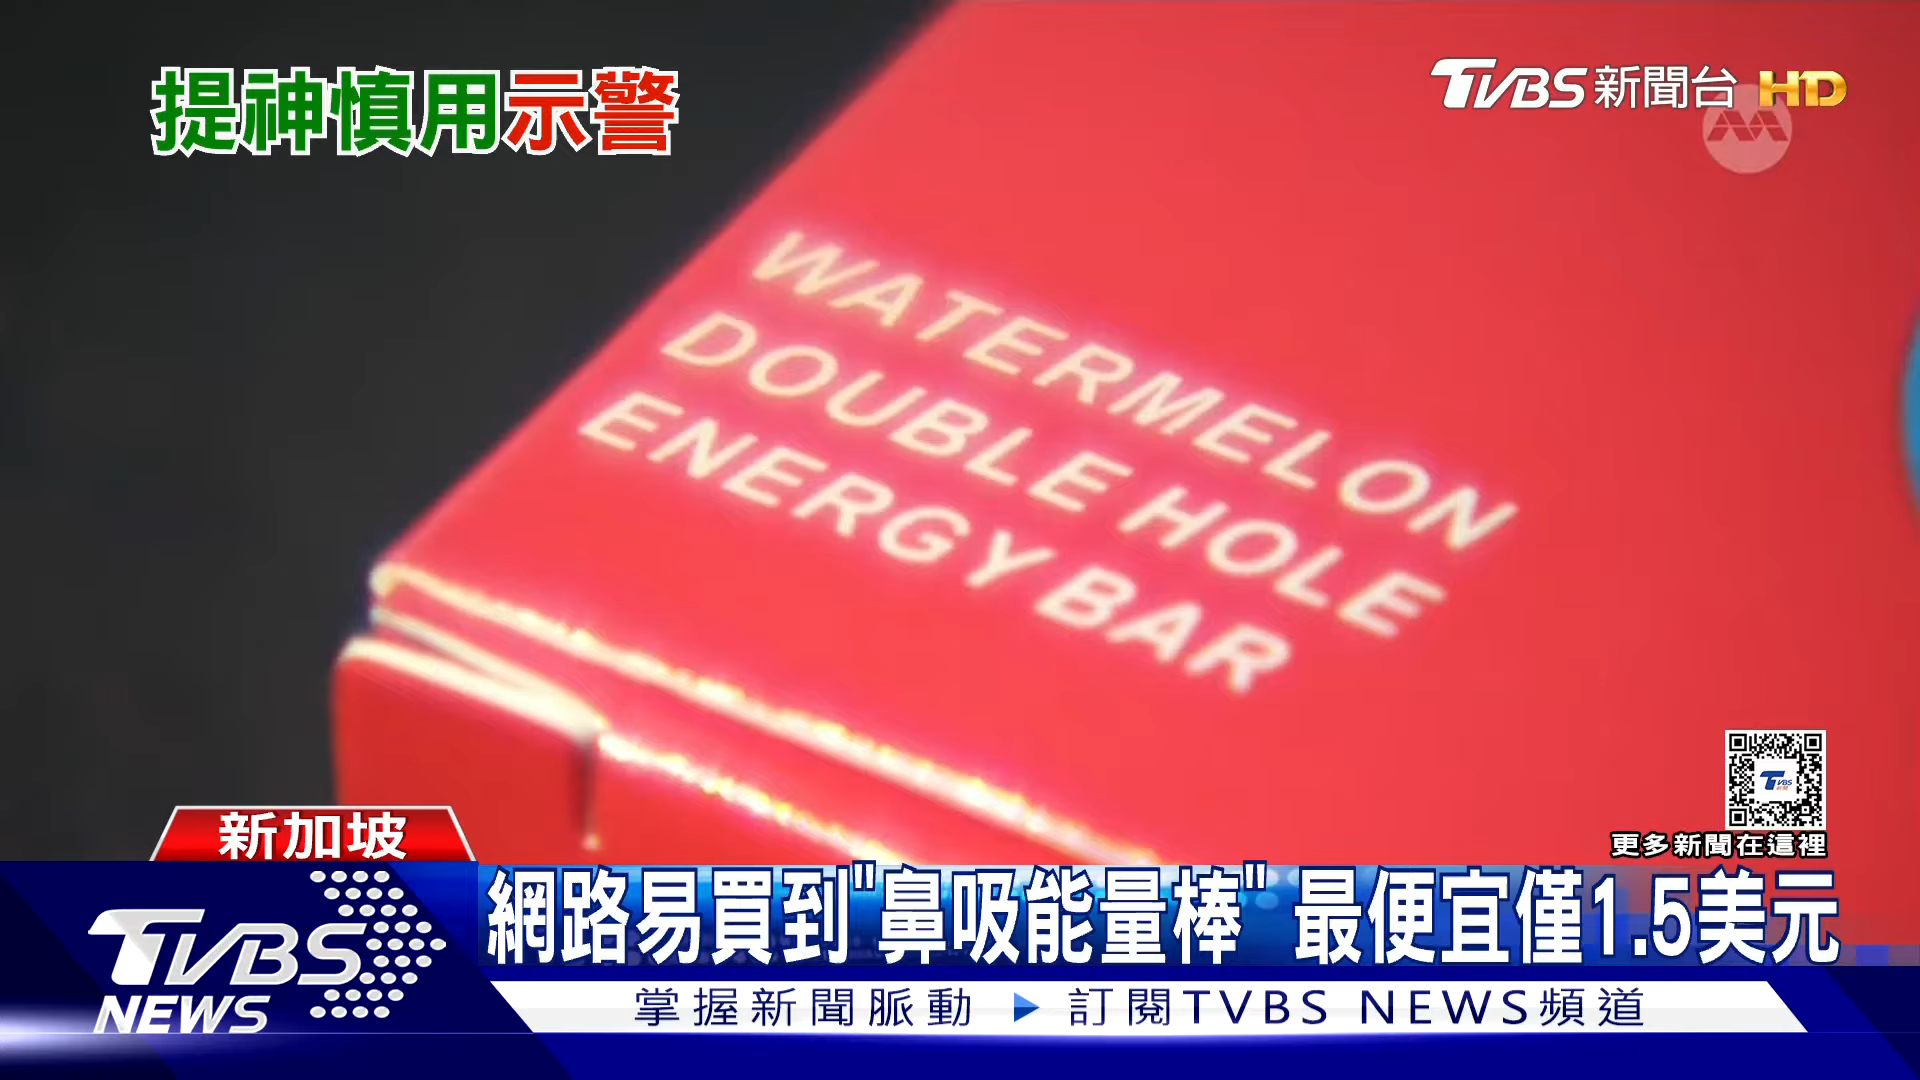 提神慎用示警
TVBS新聞台 HD
WATERMELON
DOUBLE HOLE
ENERGY BAR
TVBS
新聞
更多新聞在這裡
新加坡
網路易買到"鼻吸能量棒" 最便宜僅1.5美元
TVBS
NEWS
掌握新聞脈動 ▶ 訂閱TVBS NEWS頻道